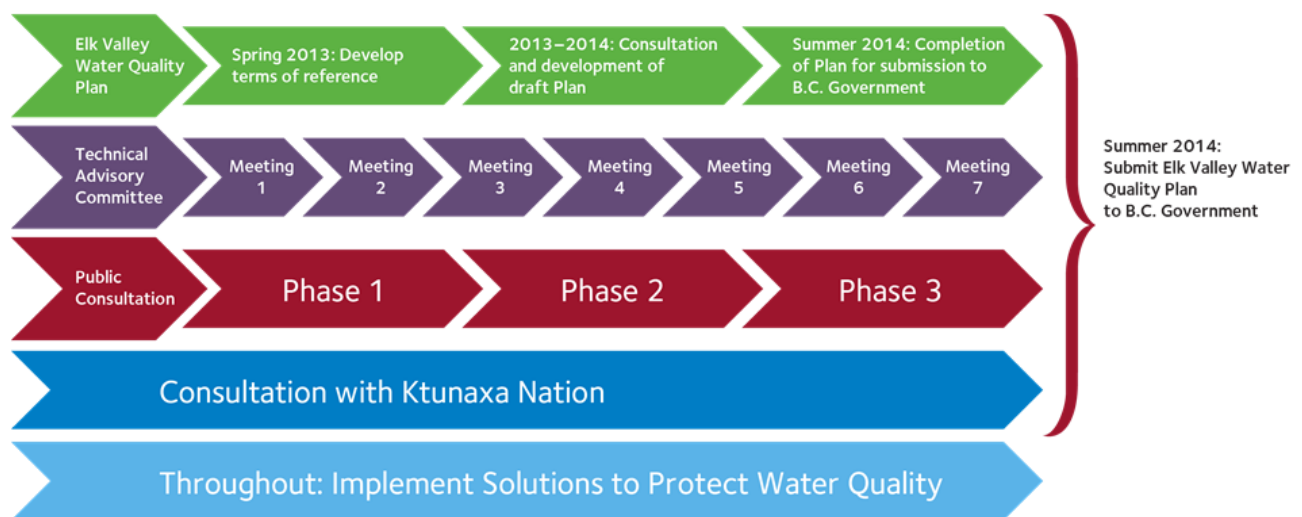 Elk Valley
Water Quality
Plan
Spring 2013: Develop
terms of reference
2013–2014: Consultation
and development of
draft Plan
Summer 2014: Completion
of Plan for submission to
B.C. Government
Technical
Advisory
Committee
Meeting
1
Meeting
2
Meeting
3
Meeting
4
Meeting
5
Meeting
6
Meeting
7
Public
Consultation
Phase 1
Phase 2
Phase 3
Consultation with Ktunaxa Nation
Throughout: Implement Solutions to Protect Water Quality
Summer 2014:
Submit Elk Valley Water
Quality Plan
to B.C. Government